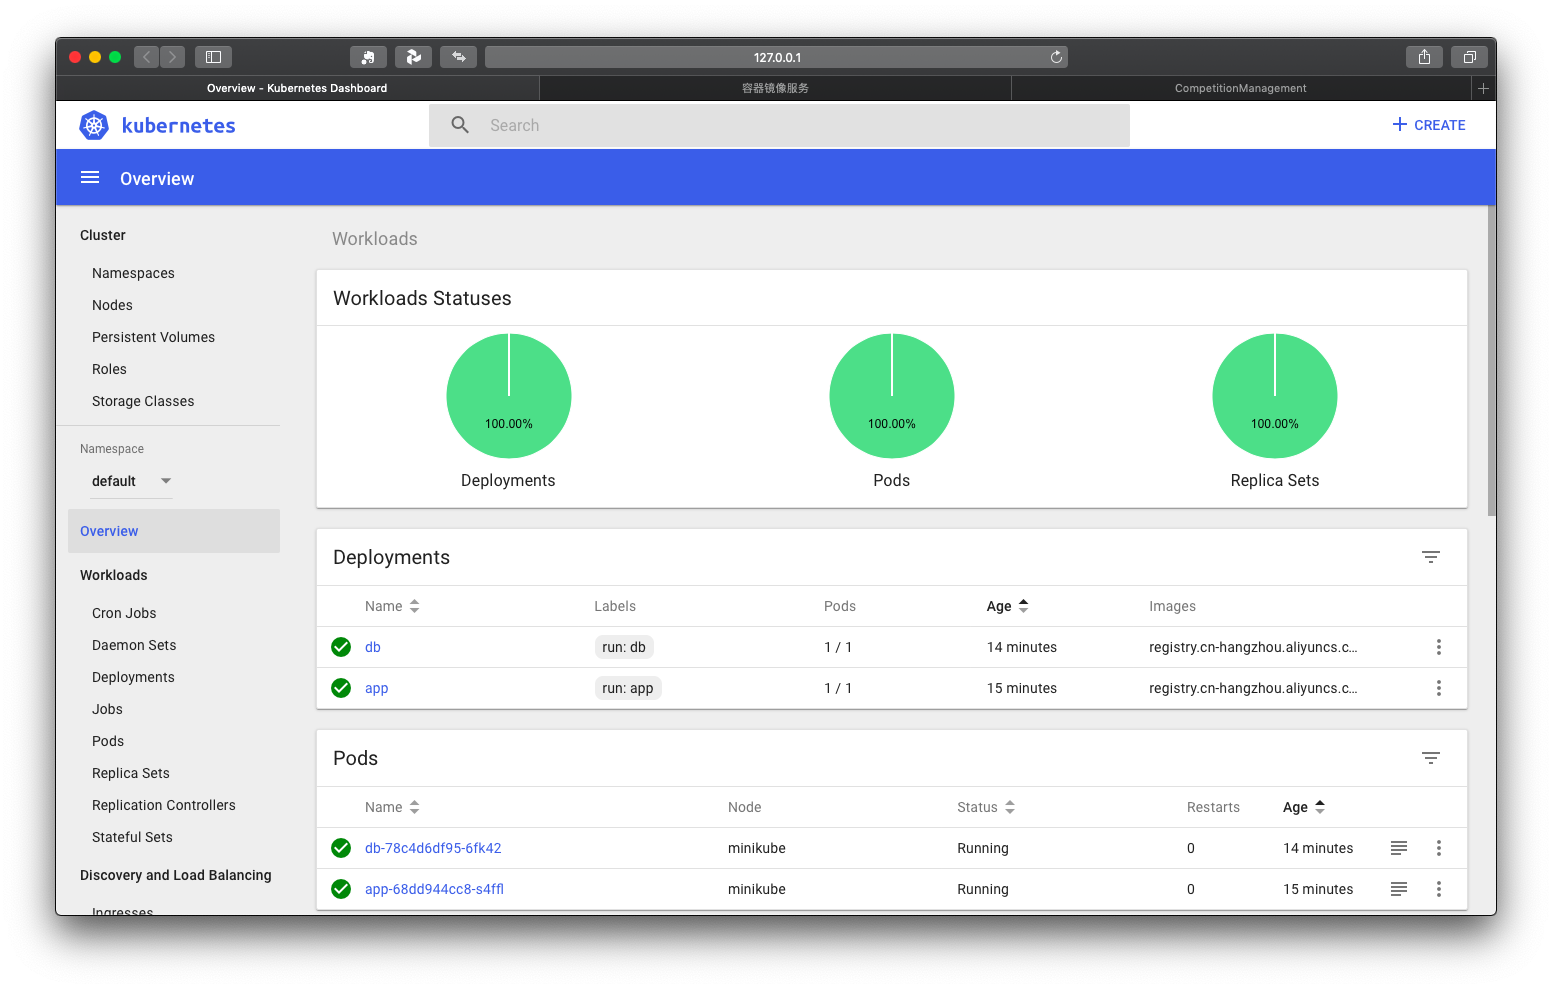 127.0.0.1
Overview - Kubernetes Dashboard
容器镜像服务
CompetitionManagement
kubernetes
Search
CREATE
Overview
Cluster
Namespaces
Nodes
Persistent Volumes
Roles
Storage Classes
Namespace
default
Overview
Workloads
Cron Jobs
Daemon Sets
Deployments
Jobs
Pods
Replica Sets
Replication Controllers
Stateful Sets
Discovery and Load Balancing
Ingresses
Workloads
Workloads Statuses
100.00% 100.00% 100.00%
Deployments Pods Replica Sets
Deployments
Name Labels Pods Age Images
db run: db 1 / 1 14 minutes registry.cn-hangzhou.aliyuncs.c...
app run: app 1 / 1 15 minutes registry.cn-hangzhou.aliyuncs.c...
Pods
Name Node Status Restarts Age
db-78c4d6df95-6fk42 minikube Running 0 14 minutes
app-68dd944cc8-s4ffl minikube Running 0 15 minutes